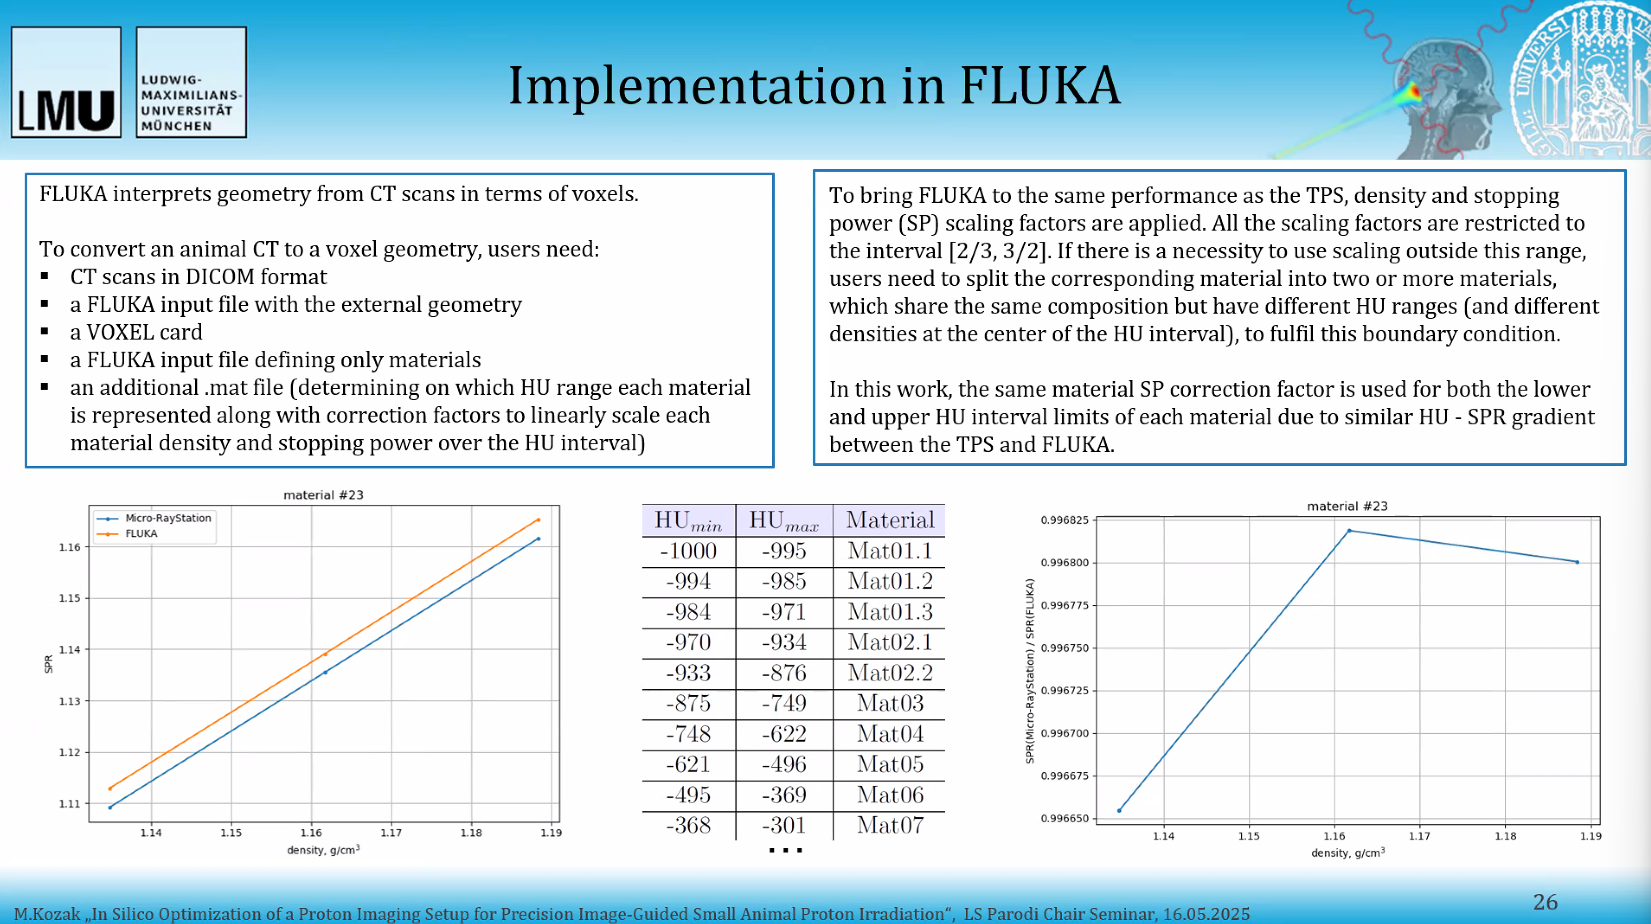 LMU
LUDWIG-
MAXIMILIANS-
UNIVERSITÄT
MÜNCHEN
Implementation in FLUKA
FLUKA interprets geometry from CT scans in terms of voxels.
To convert an animal CT to a voxel geometry, users need:
▪ CT scans in DICOM format
▪ a FLUKA input file with the external geometry
▪ a VOXEL card
▪ a FLUKA input file defining only materials
▪ an additional .mat file (determining on which HU range each material
is represented along with correction factors to linearly scale each
material density and stopping power over the HU interval)
To bring FLUKA to the same performance as the TPS, density and stopping
power (SP) scaling factors are applied. All the scaling factors are restricted to
the interval [2/3, 3/2]. If there is a necessity to use scaling outside this range,
users need to split the corresponding material into two or more materials,
which share the same composition but have different HU ranges (and different
densities at the center of the HU interval), to fulfil this boundary condition.
In this work, the same material SP correction factor is used for both the lower
and upper HU interval limits of each material due to similar HU - SPR gradient
between the TPS and FLUKA.
material #23
Micro-RayStation
FLUKA
SPR
1.16
1.15
1.14
1.13
1.12
1.11
1.14 1.15 1.16 1.17 1.18 1.19
density, g/cm³
HUmin HUmax Material
-1000 -995 Mat01.1
-994 -985 Mat01.2
-984 -971 Mat01.3
-970 -934 Mat02.1
-933 -876 Mat02.2
-875 -749 Mat03
-748 -622 Mat04
-621 -496 Mat05
-495 -369 Mat06
-368 -301 Mat07
...
material #23
SPR(Micro-RayStation) / SPR(FLUKA)
0.996825
0.996800
0.996775
0.996750
0.996725
0.996700
0.996675
0.996650
1.14 1.15 1.16 1.17 1.18 1.19
density, g/cm³
M.Kozak „In Silico Optimization of a Proton Imaging Setup for Precision Image-Guided Small Animal Proton Irradiation“, LS Parodi Chair Seminar, 16.05.2025
26